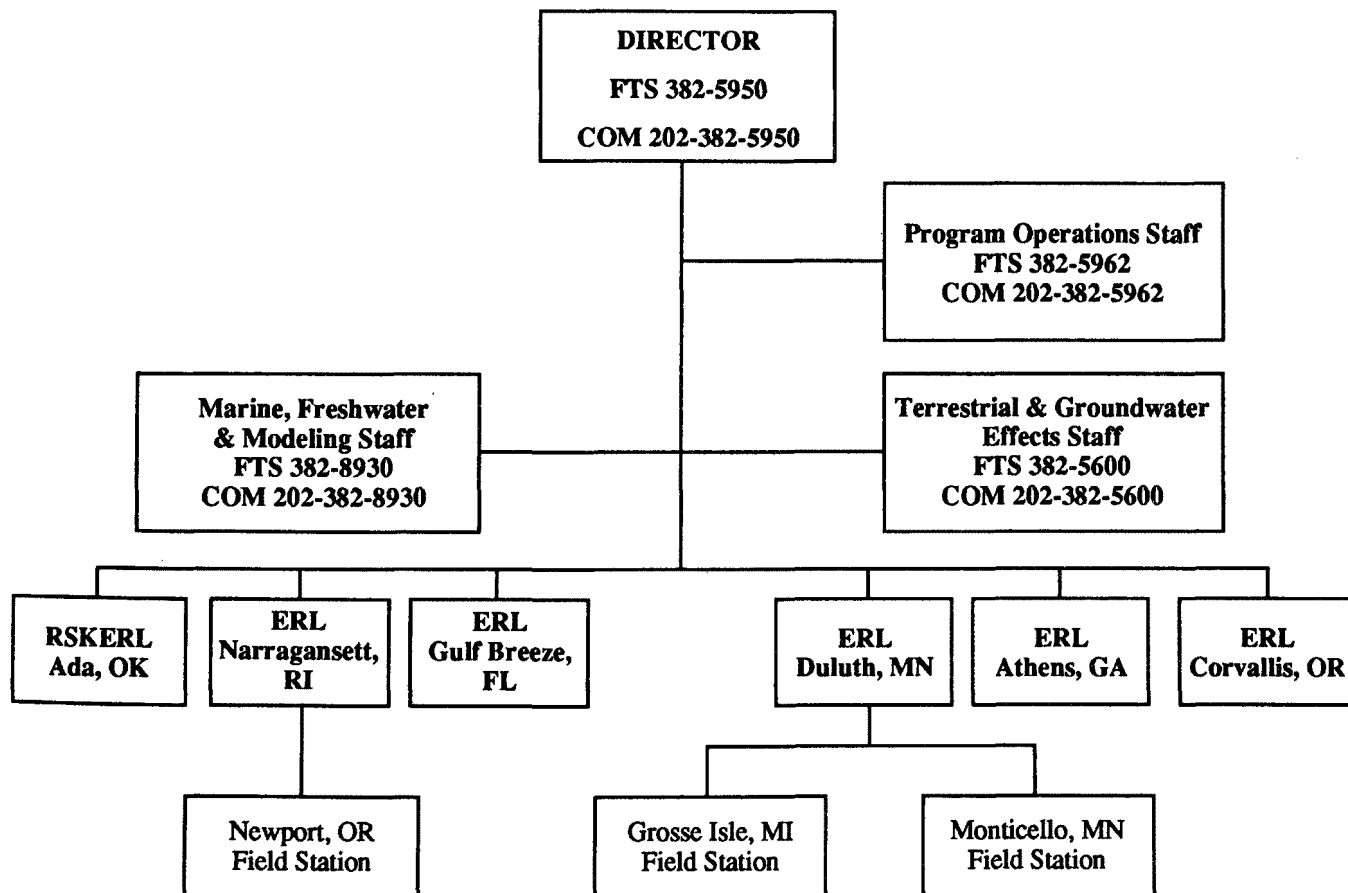 DIRECTOR
FTS 382-5950
COM 202-382-5950
Program Operations Staff
FTS 382-5962
COM 202-382-5962
Marine, Freshwater
& Modeling Staff
FTS 382-8930
COM 202-382-8930
Terrestrial & Groundwater
Effects Staff
FTS 382-5600
COM 202-382-5600
RSKERL
Ada, OK
ERL
Narragansett,
RI
ERL
Gulf Breeze,
FL
ERL
Duluth, MN
ERL
Athens, GA
ERL
Corvallis, OR
Newport, OR
Field Station
Grosse Isle, MI
Field Station
Monticello, MN
Field Station